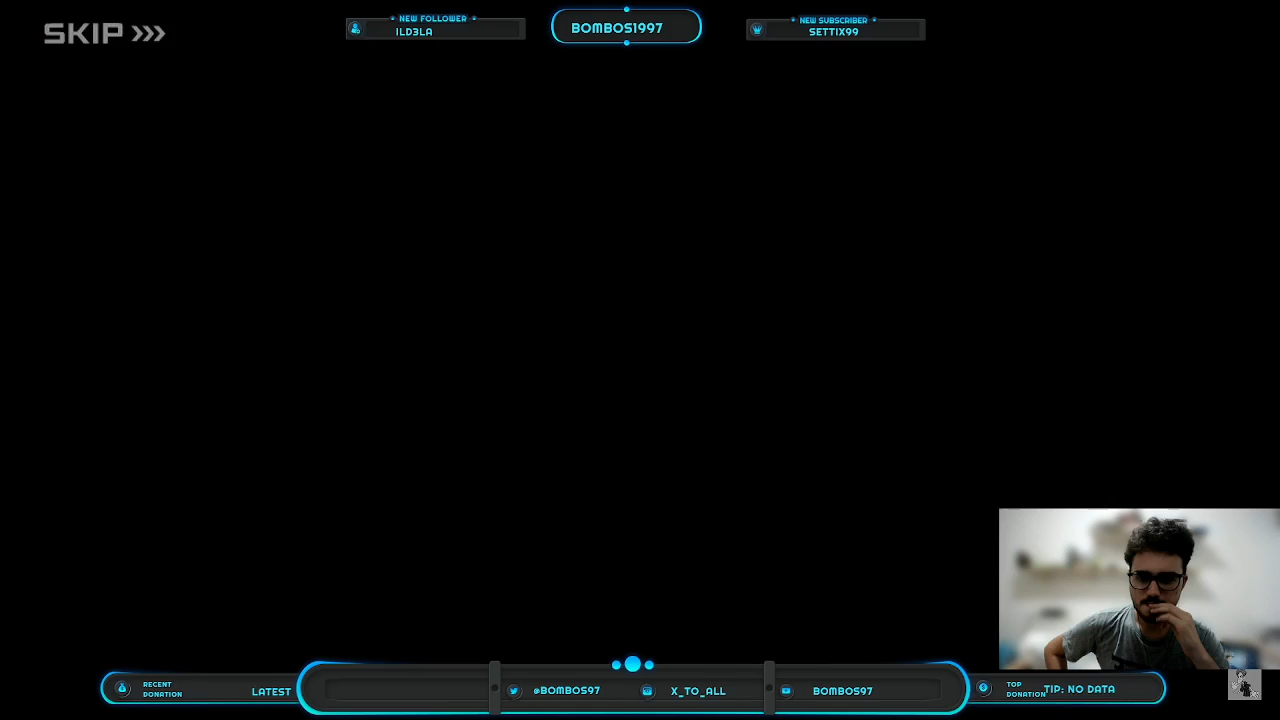 SKIP >>>
NEW FOLLOWER
ILD3LA
BOMBOS1997
NEW SUBSCRIBER
SETTIX99
RECENT
DONATION
LATEST
@BOMBOS97
X_TO_ALL
BOMBOS97
TOP
DONATION
TIP: NO DATA